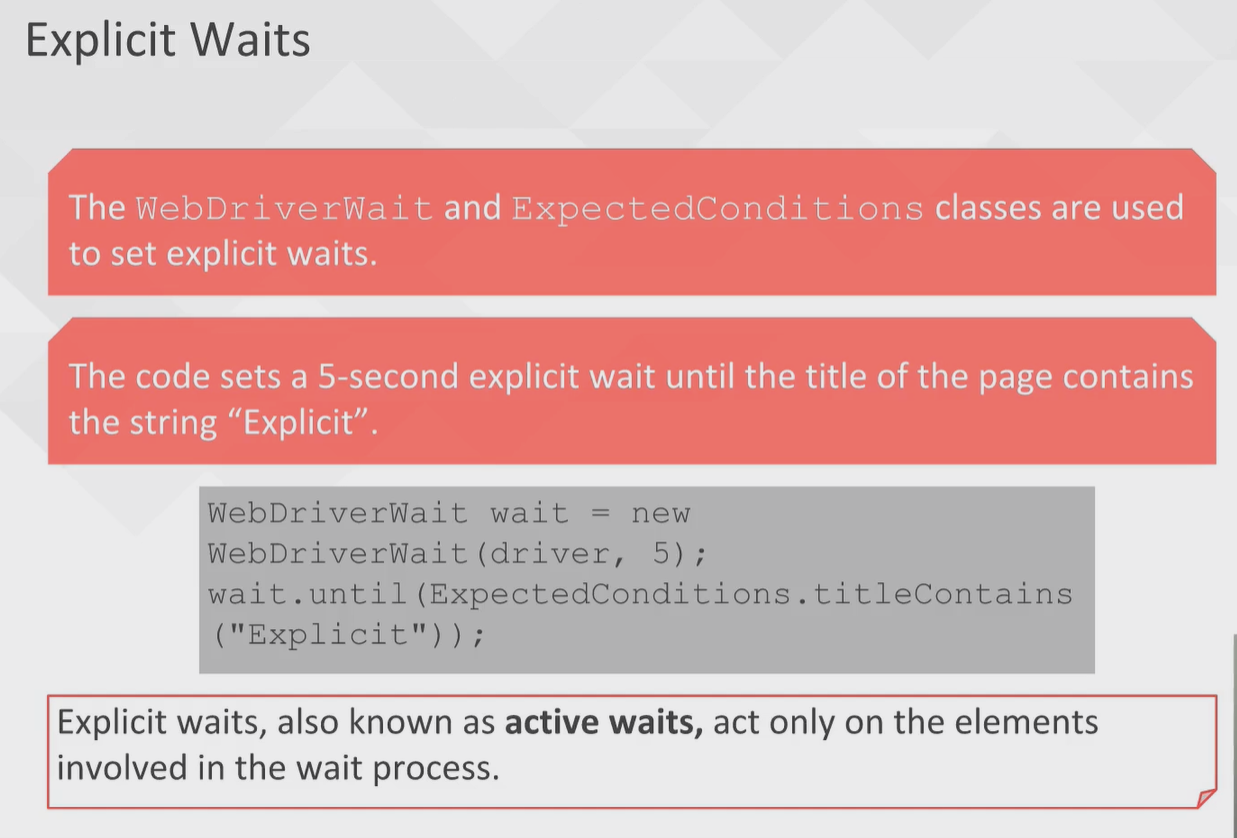 Explicit Waits
The WebDriverWait and ExpectedConditions classes are used
to set explicit waits.
The code sets a 5-second explicit wait until the title of the page contains
the string “Explicit”.
WebDriverWait wait = new
WebDriverWait(driver, 5);
wait.until(ExpectedConditions.titleContains
("Explicit"));
Explicit waits, also known as active waits, act only on the elements
involved in the wait process.